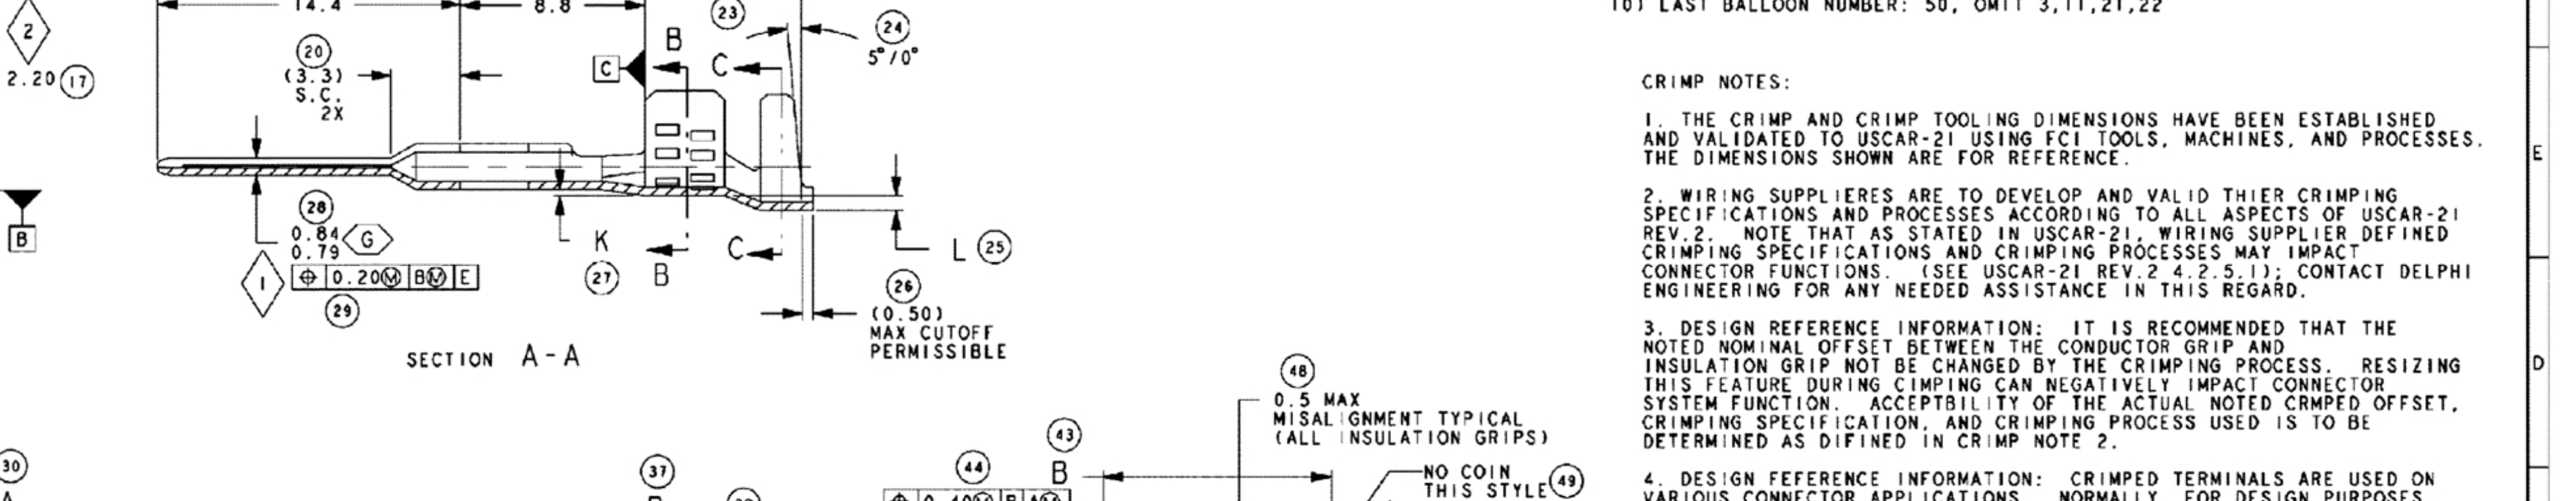 14.4
8.8
23
24
5°/0°
2
2.20 17
20
(3.3)
S.C.
2X
C
B
C
B
28
0.84 G
0.79
1
⌖ 0.20Ⓜ BⓂ E
29
K
27
B
C
L 25
26
(0.50)
MAX CUTOFF
PERMISSIBLE
SECTION A-A
48
0.5 MAX
MISALIGNMENT TYPICAL
(ALL INSULATION GRIPS)
43
B
44
37
30
NO COIN
THIS STYLE 49
10) LAST BALLOON NUMBER: 50, OMIT 3,11,21,22
CRIMP NOTES:
1. THE CRIMP AND CRIMP TOOLING DIMENSIONS HAVE BEEN ESTABLISHED
AND VALIDATED TO USCAR-21 USING FCI TOOLS, MACHINES, AND PROCESSES.
THE DIMENSIONS SHOWN ARE FOR REFERENCE.
2. WIRING SUPPLIERES ARE TO DEVELOP AND VALID THIER CRIMPING
SPECIFICATIONS AND PROCESSES ACCORDING TO ALL ASPECTS OF USCAR-21
REV.2. NOTE THAT AS STATED IN USCAR-21, WIRING SUPPLIER DEFINED
CRIMPING SPECIFICATIONS AND CRIMPING PROCESSES MAY IMPACT
CONNECTOR FUNCTIONS. (SEE USCAR-21 REV.2 4.2.5.1); CONTACT DELPHI
ENGINEERING FOR ANY NEEDED ASSISTANCE IN THIS REGARD.
3. DESIGN REFERENCE INFORMATION: IT IS RECOMMENDED THAT THE
NOTED NOMINAL OFFSET BETWEEN THE CONDUCTOR GRIP AND
INSULATION GRIP NOT BE CHANGED BY THE CRIMPING PROCESS. RESIZING
THIS FEATURE DURING CIMPING CAN NEGATIVELY IMPACT CONNECTOR
SYSTEM FUNCTION. ACCEPTBILITY OF THE ACTUAL NOTED CRMPED OFFSET,
CRIMPING SPECIFICATION, AND CRIMPING PROCESS USED IS TO BE
DETERMINED AS DIFINED IN CRIMP NOTE 2.
4. DESIGN FEFERENCE INFORMATION: CRIMPED TERMINALS ARE USED ON
VARIOUS CONNECTOR APPLICATIONS. NORMALLY, FOR DESIGN PURPOSES
E
D